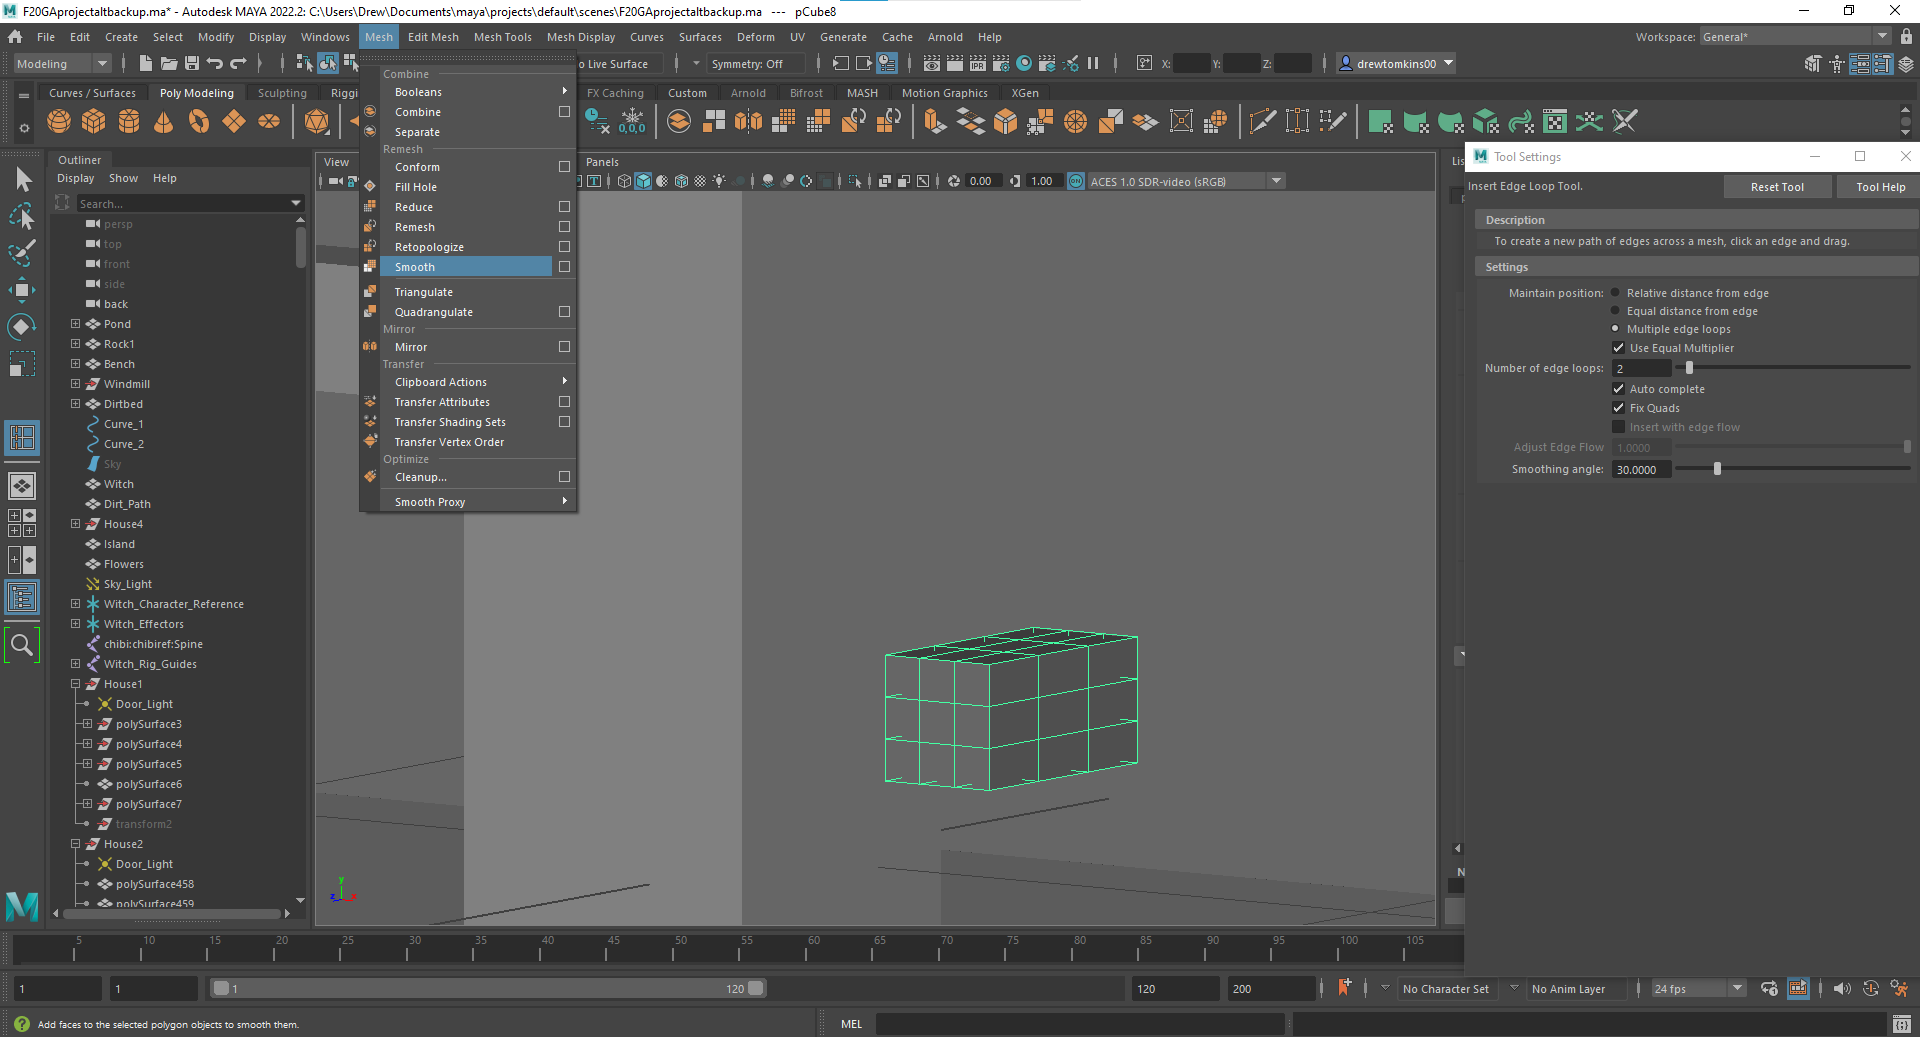 F20GAprojectaltbackup.ma* - Autodesk MAYA 2022.2: C:\Users\Drew\Documents\maya\projects\default\scenes\F20GAprojectaltbackup.ma --- pCube8
File Edit Create Select Modify Display Windows Mesh Edit Mesh Mesh Tools Mesh Display Curves Surfaces Deform UV Generate Cache Arnold Help
Workspace: General*
Modeling
o Live Surface
Symmetry: Off
X:
Y:
Z:
drewtomkins00
Curves / Surfaces Poly Modeling Sculpting Riggi
FX Caching Custom Arnold Bifrost MASH Motion Graphics XGen
0,0,0
Combine
Booleans
Combine
Separate
Remesh
Conform
Fill Hole
Reduce
Remesh
Retopologize
Smooth
Triangulate
Quadrangulate
Mirror
Mirror
Transfer
Clipboard Actions
Transfer Attributes
Transfer Shading Sets
Transfer Vertex Order
Optimize
Cleanup...
Smooth Proxy
Outliner
Display Show Help
Search...
persp
top
front
side
back
Pond
Rock1
Bench
Windmill
Dirtbed
Curve_1
Curve_2
Sky
Witch
Dirt_Path
House4
Island
Flowers
Sky_Light
Witch_Character_Reference
Witch_Effectors
chibi:chibiref:Spine
Witch_Rig_Guides
House1
Door_Light
polySurface3
polySurface4
polySurface5
polySurface6
polySurface7
transform2
House2
Door_Light
polySurface458
polySurface459
View
Panels
0.00
1.00
ON
ACES 1.0 SDR-video (sRGB)
y
z
x
Lis
N
Tool Settings
Insert Edge Loop Tool.
Reset Tool
Tool Help
Description
To create a new path of edges across a mesh, click an edge and drag.
Settings
Maintain position: Relative distance from edge
Equal distance from edge
Multiple edge loops
Use Equal Multiplier
Number of edge loops: 2
Auto complete
Fix Quads
Insert with edge flow
Adjust Edge Flow 1.0000
Smoothing angle: 30.0000
5 10 15 20 25 30 35 40 45 50 55 60 65 70 75 80 85 90 95 100 105
1
1
1
120
120
200
No Character Set
No Anim Layer
24 fps
Add faces to the selected polygon objects to smooth them.
MEL